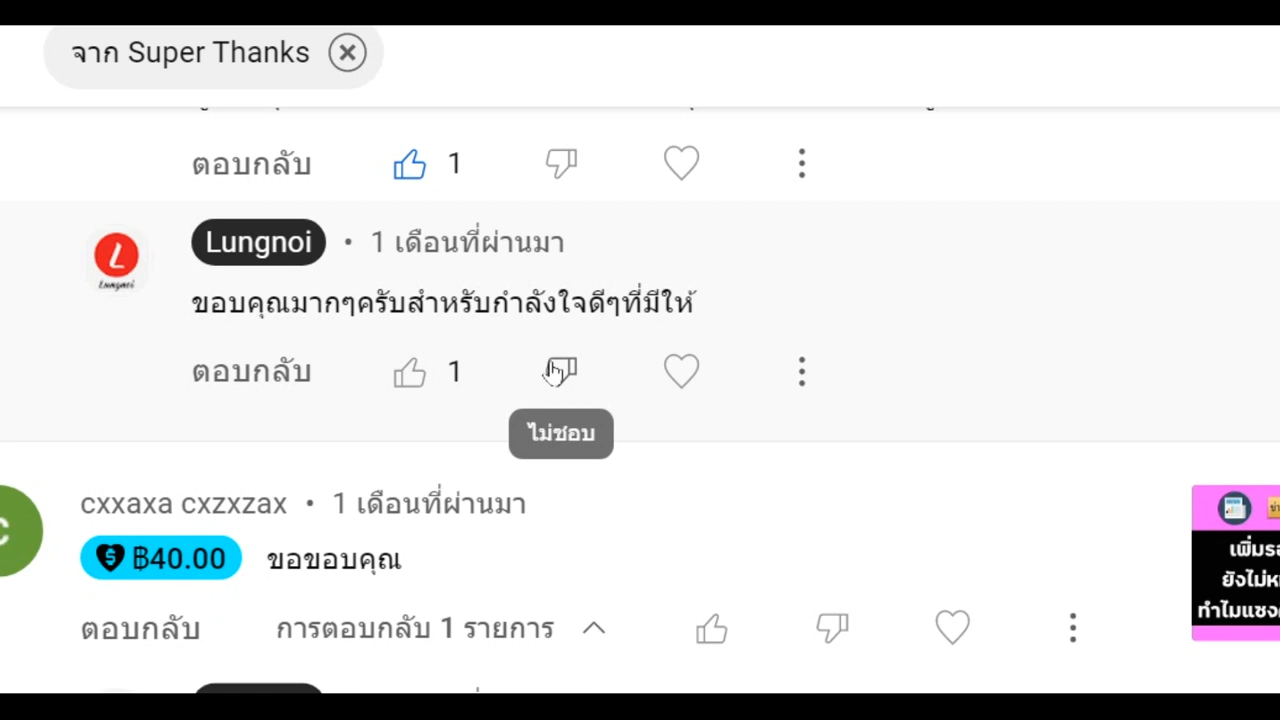 จาก Super Thanks
ตอบกลับ 1
Lungnoi • 1 เดือนที่ผ่านมา
L
Lungnoi
ขอบคุณมากๆครับสำหรับกำลังใจดีๆที่มีให้
ตอบกลับ 1
ไม่ชอบ
cxxaxa cxzxzax • 1 เดือนที่ผ่านมา
฿40.00 ขอขอบคุณ
ตอบกลับ การตอบกลับ 1 รายการ